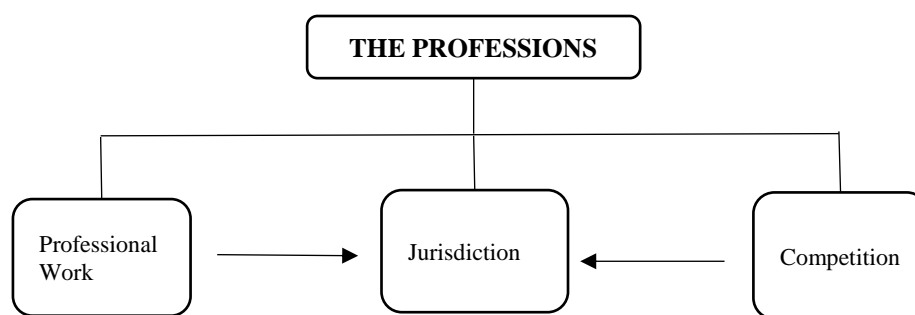 THE PROFESSIONS
Professional
Work
Jurisdiction
Competition